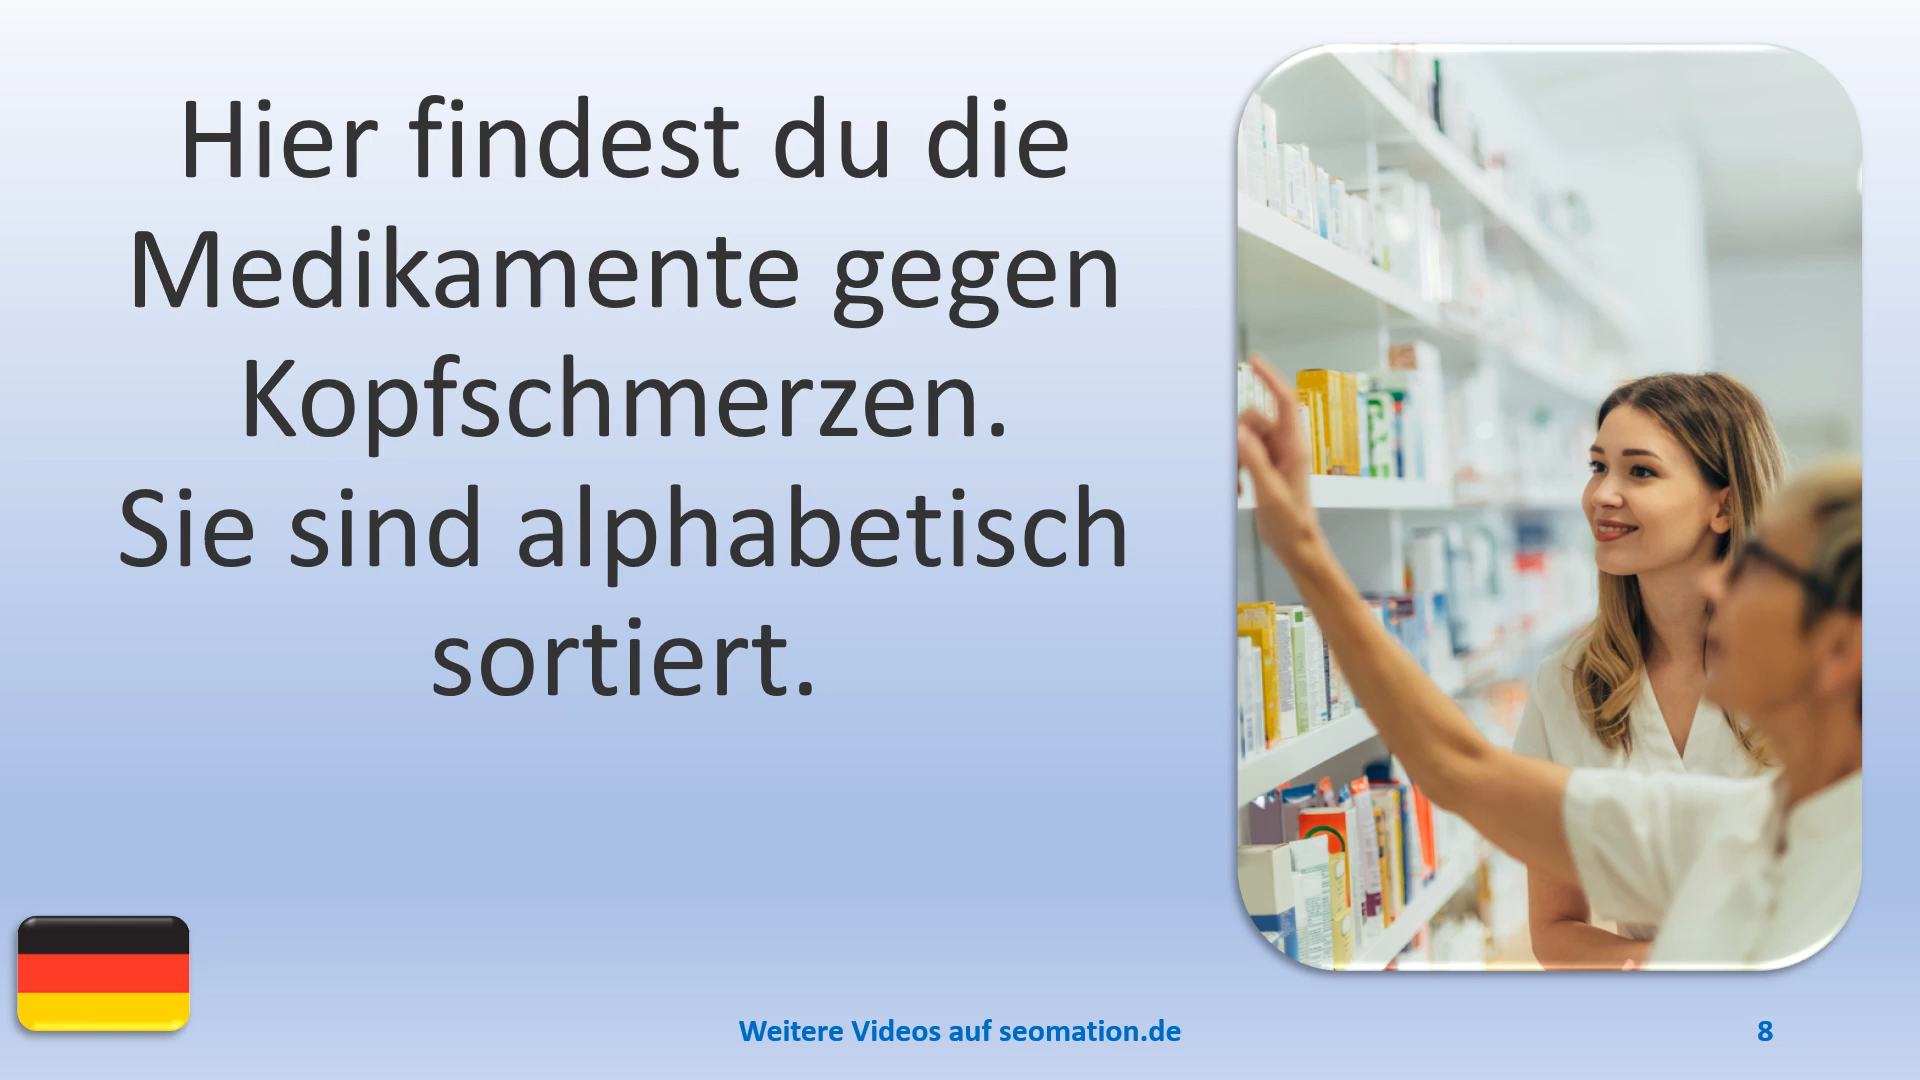 Hier findest du die
Medikamente gegen
Kopfschmerzen.
Sie sind alphabetisch
sortiert.
Weitere Videos auf seomation.de
8